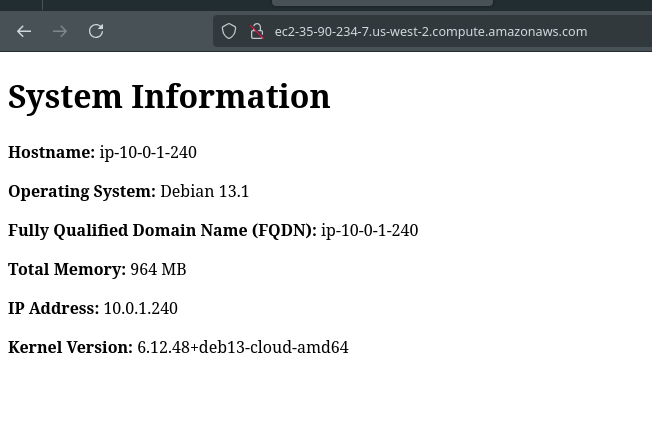 ec2-35-90-234-7.us-west-2.compute.amazonaws.com
System Information
Hostname: ip-10-0-1-240
Operating System: Debian 13.1
Fully Qualified Domain Name (FQDN): ip-10-0-1-240
Total Memory: 964 MB
IP Address: 10.0.1.240
Kernel Version: 6.12.48+deb13-cloud-amd64